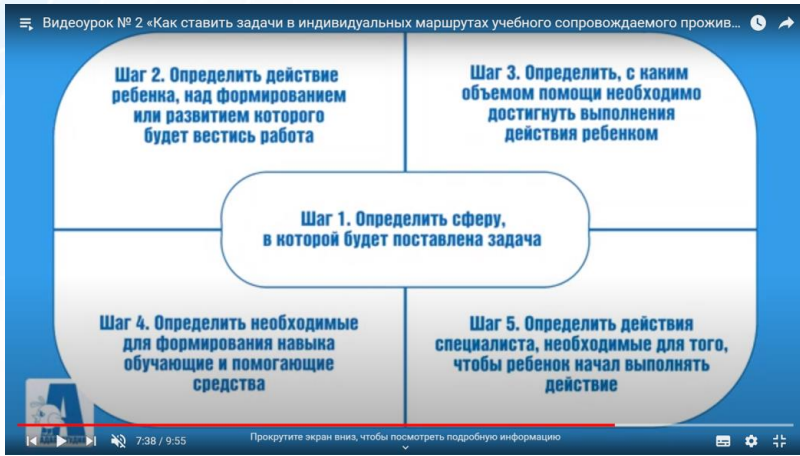 Видеоурок № 2 «Как ставить задачи в индивидуальных маршрутах учебного сопровождаемого прожив...
Шаг 2. Определить действие
ребенка, над формированием
или развитием которого
будет вестись работа
Шаг 3. Определить, с каким
объемом помощи необходимо
достигнуть выполнения
действия ребенком
Шаг 1. Определить сферу,
в которой будет поставлена задача
Шаг 4. Определить необходимые
для формирования навыка
обучающие и помогающие
средства
Шаг 5. Определить действия
специалиста, необходимые для того,
чтобы ребенок начал выполнять
действие
7:38 / 9:55
Прокрутите экран вниз, чтобы посмотреть подробную информацию